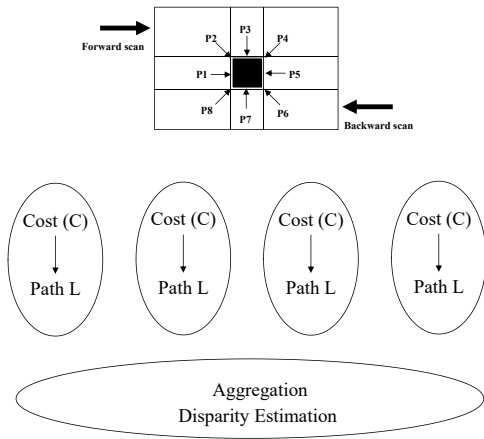 Forward scan
P2 P3 P4
P1 P5
P8 P7 P6
Backward scan
Cost (C) Cost (C) Cost (C) Cost (C)
Path L Path L Path L Path L
Aggregation
Disparity Estimation